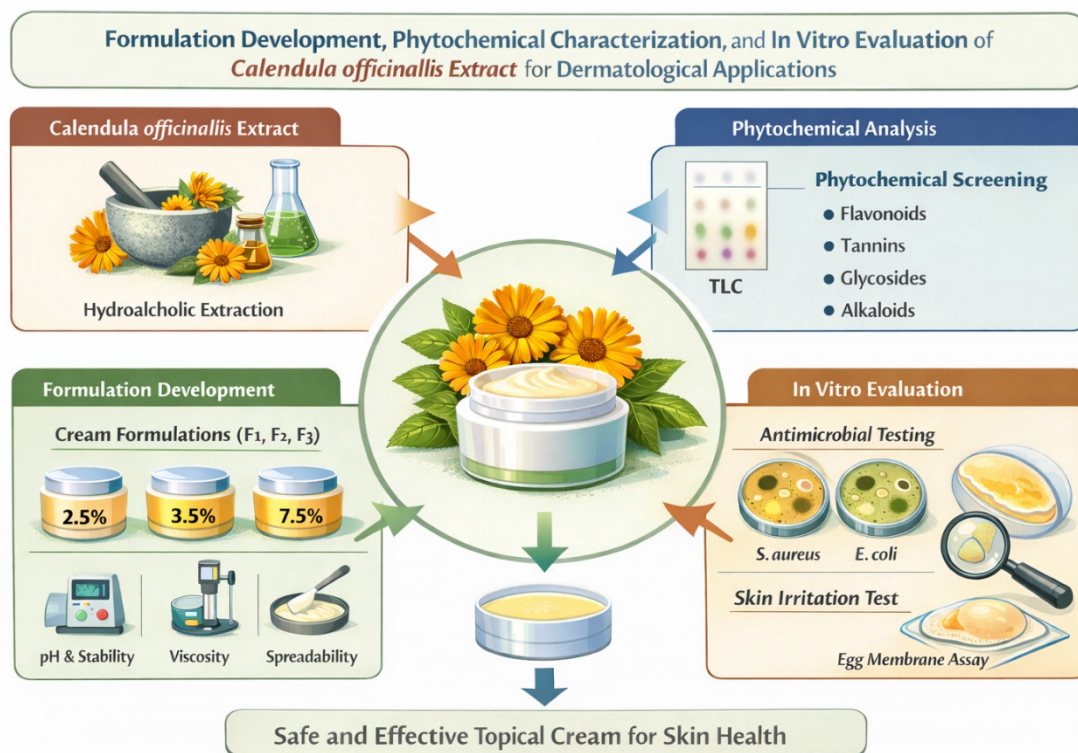 Formulation Development, Phytochemical Characterization, and In Vitro Evaluation of
Calendula officinallis Extract for Dermatological Applications
Calendula officinallis Extract
Hydroalcholic Extraction
Phytochemical Analysis
Phytochemical Screening
• Flavonoids
• Tannins
• Glycosides
• Alkaloids
TLC
Formulation Development
Cream Formulations (F1, F2, F3)
2.5% 3.5% 7.5%
pH & Stability Viscosity Spreadability
In Vitro Evaluation
Antimicrobial Testing
S. aureus E. coli
Skin Irritation Test
Egg Membrane Assay
Safe and Effective Topical Cream for Skin Health